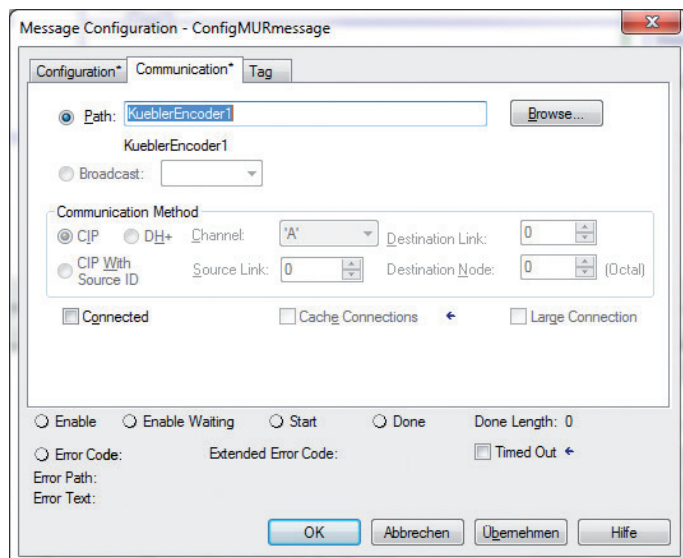 Message Configuration - ConfigMURmessage
Configuration* Communication* Tag
Path: KueblerEncoder1 Browse...
KueblerEncoder1
Broadcast:
Communication Method
CIP DH+ Channel: 'A' Destination Link: 0
CIP With Source ID Source Link: 0 Destination Node: 0 (Octal)
Connected Cache Connections ← Large Connection
Enable Enable Waiting Start Done Done Length: 0
Error Code: Extended Error Code: Timed Out ←
Error Path:
Error Text:
OK Abbrechen Übernehmen Hilfe